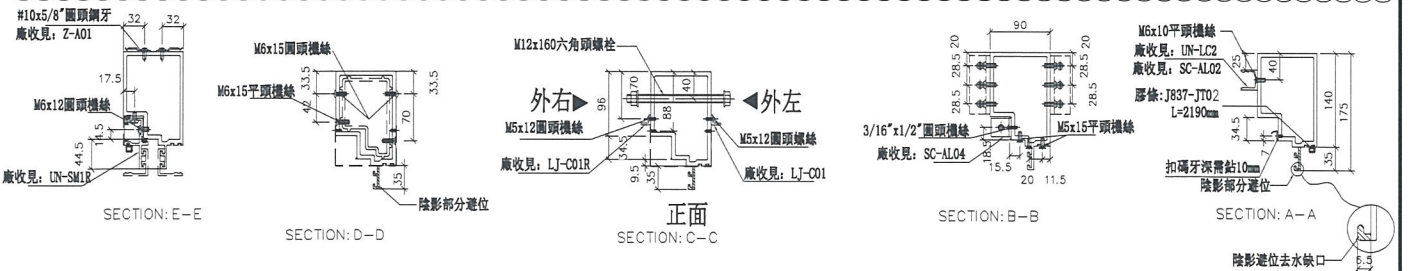 #10x5/8"圓頭鋼牙
廠收見: Z-A01
32
32
17.5
M6x12圓頭機絲
14.5
44.5
廠收見: UN-SM1R
SECTION: E-E
M6x15圓頭機絲
M6x15平頭機絲
33.5
42
33.5
70
35
陰影部分避位
SECTION: D-D
M12x160六角頭螺栓
外右
外左
96
70
40
88
M5x12圓頭機絲
M5x12圓頭螺絲
34.5
廠收見: LJ-C01R
廠收見: LJ-C01
9.5
35
正面
SECTION: C-C
90
20
20
28.5
28.5
28.5
28.5
3/16"x1/2"圓頭機絲
M5x15平頭機絲
廠收見: SC-AL04
18.5
15.5
20
11.5
SECTION: B-B
M6x10平頭機絲
廠收見: UN-LC2
廠收見: SC-AL02
膠條: J837-JT02
L=2190mm
25
40
140
175
34.5
7
35
扣碼牙深需鉆10mm
陰影部分避位
SECTION: A-A
陰影避位去水缺口
6.5